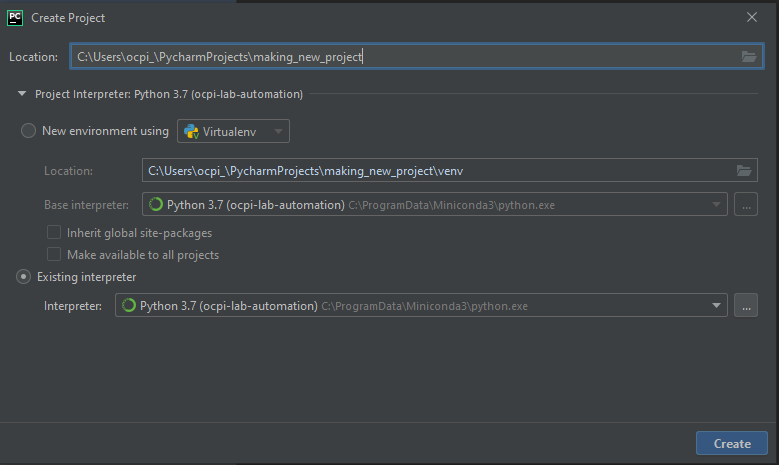 PC Create Project
Location: C:\Users\ocpi_\PycharmProjects\making_new_project
Project Interpreter: Python 3.7 (ocpi-lab-automation)
New environment using Virtualenv
Location: C:\Users\ocpi_\PycharmProjects\making_new_project\venv
Base interpreter: Python 3.7 (ocpi-lab-automation) C:\ProgramData\Miniconda3\python.exe ...
Inherit global site-packages
Make available to all projects
Existing interpreter
Interpreter: Python 3.7 (ocpi-lab-automation) C:\ProgramData\Miniconda3\python.exe ...
Create